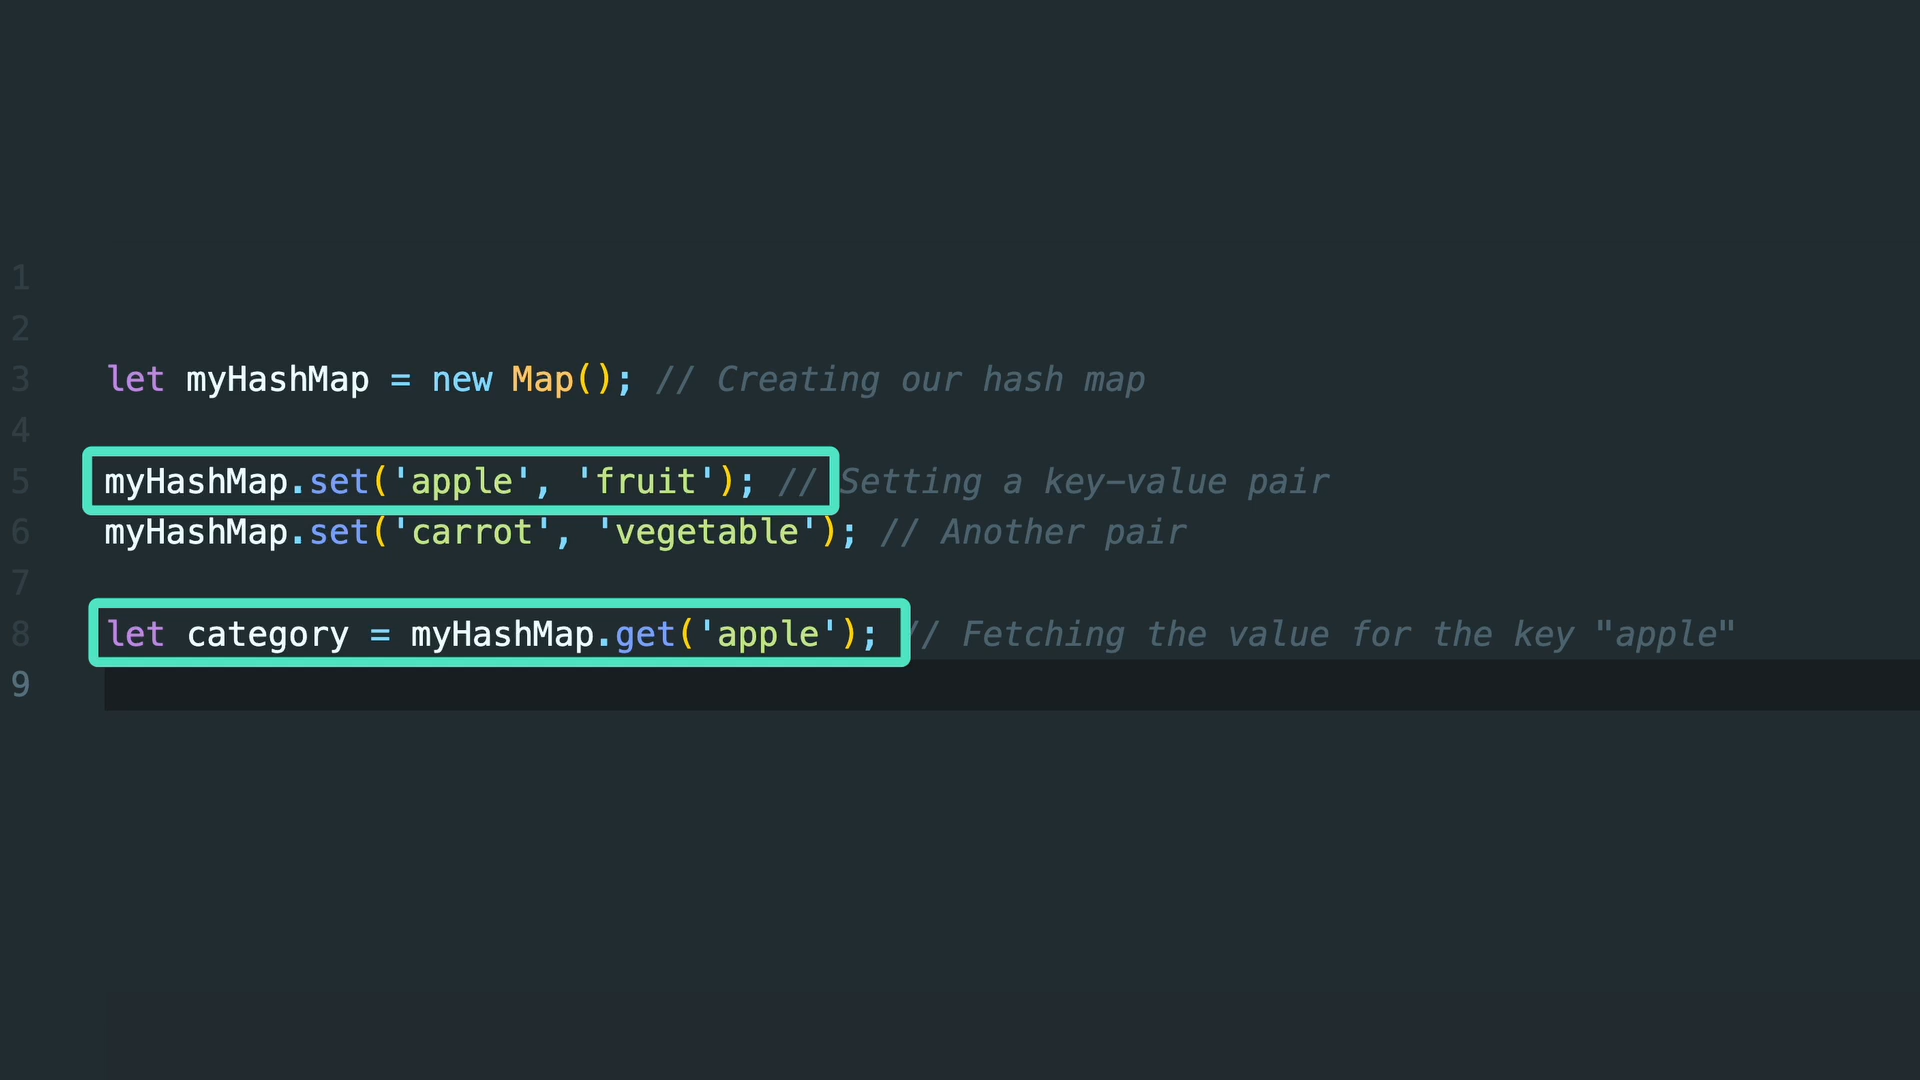 1
2
3 let myHashMap = new Map(); // Creating our hash map
4
5 myHashMap.set('apple', 'fruit'); // Setting a key-value pair
6 myHashMap.set('carrot', 'vegetable'); // Another pair
7
8 let category = myHashMap.get('apple'); // Fetching the value for the key "apple"
9